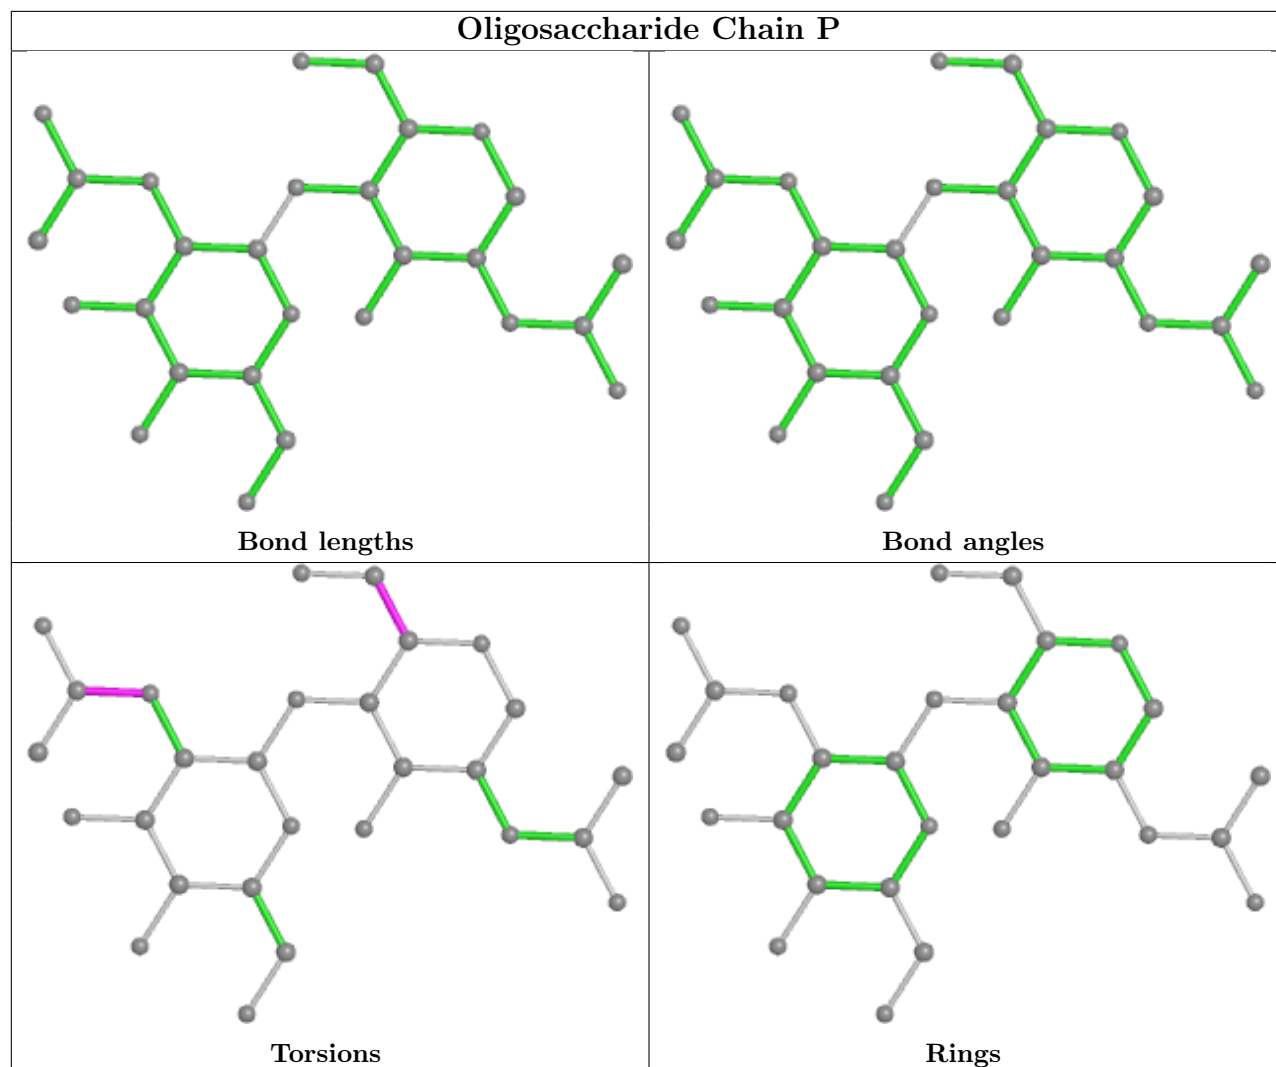 Oligosaccharide Chain P
Bond lengths
Bond angles
Torsions
Rings